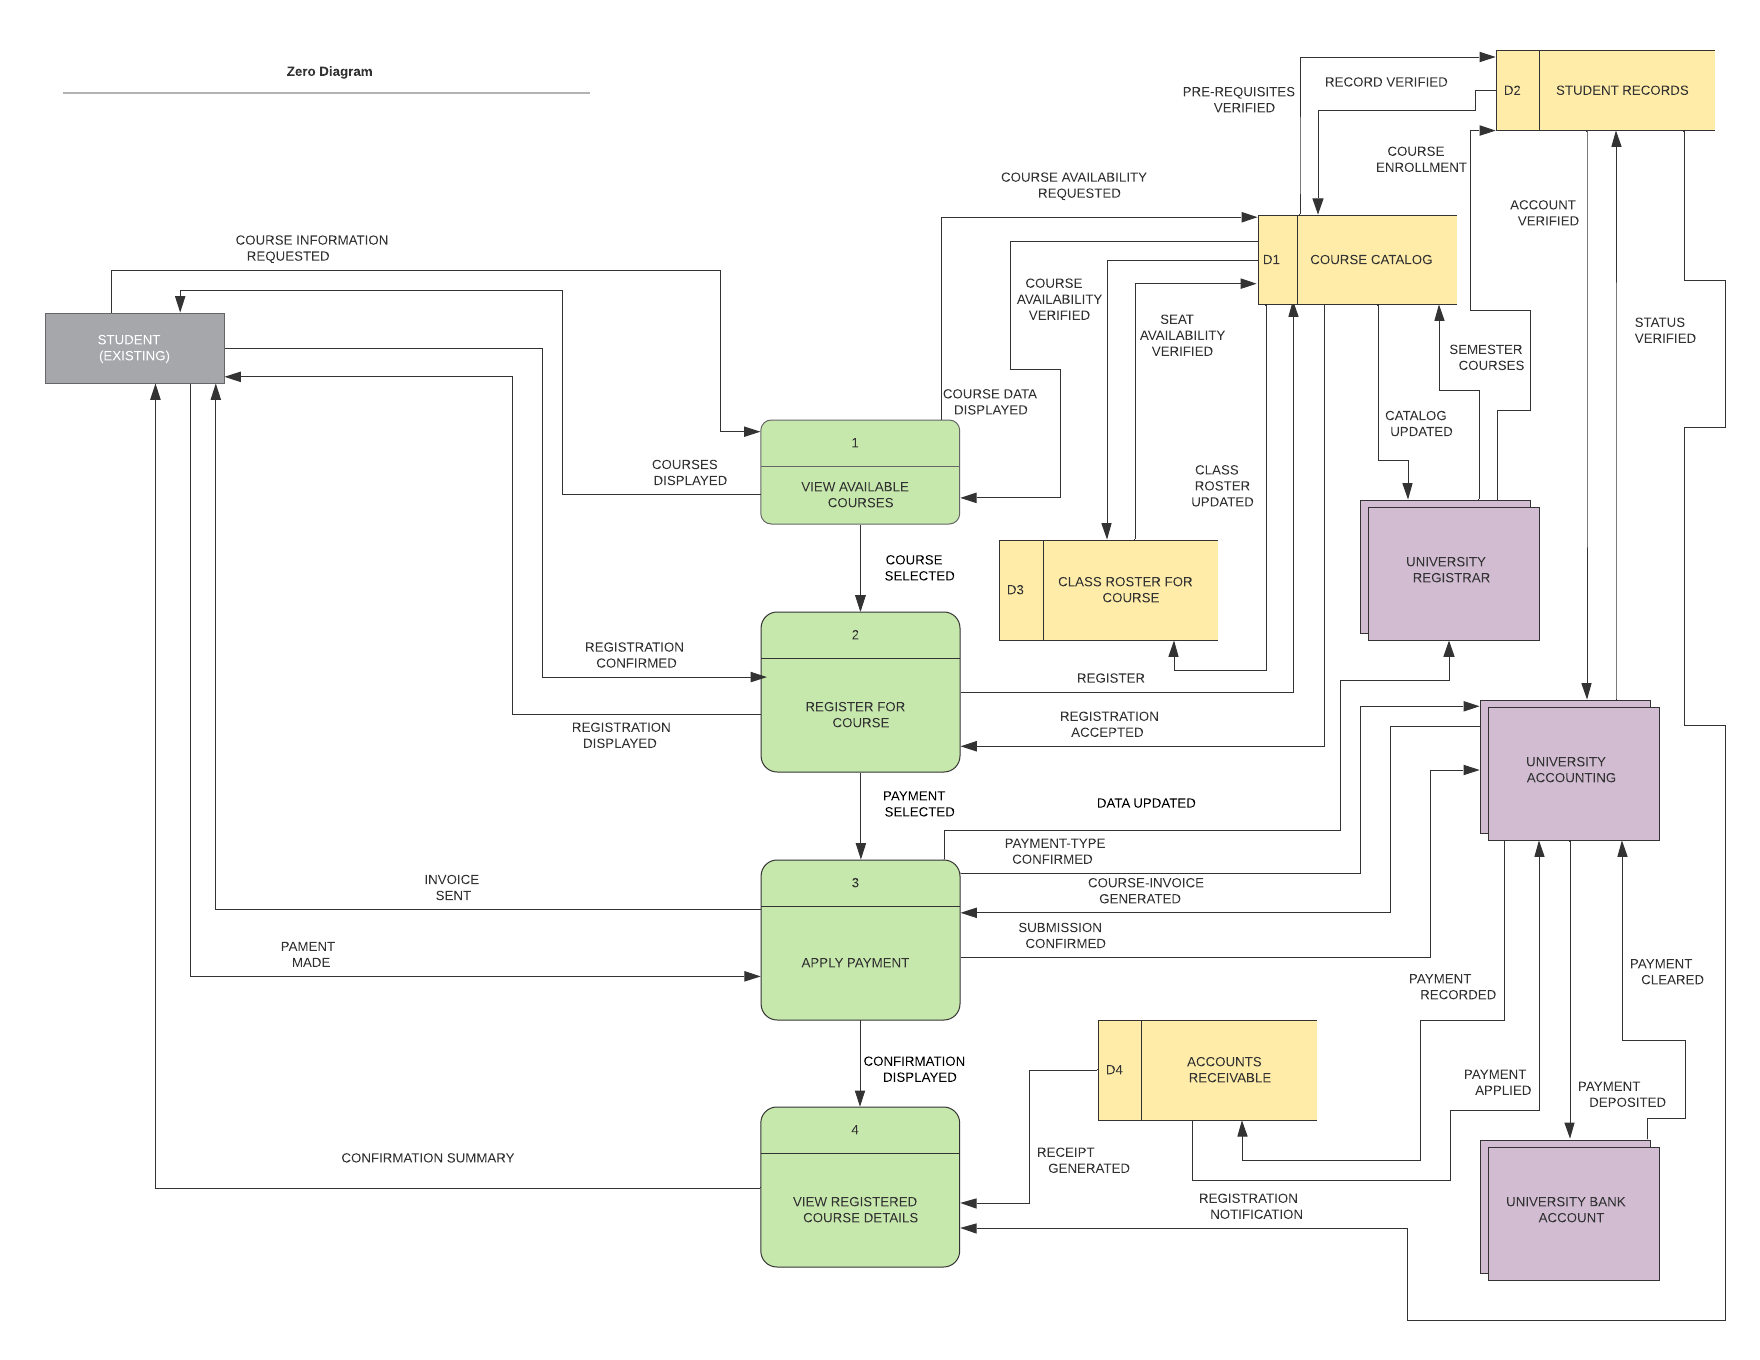 Zero Diagram
PRE-REQUISITES
VERIFIED
RECORD VERIFIED
D2
STUDENT RECORDS
COURSE
ENROLLMENT
COURSE AVAILABILITY
REQUESTED
ACCOUNT
VERIFIED
COURSE INFORMATION
REQUESTED
D1
COURSE CATALOG
COURSE
AVAILABILITY
VERIFIED
SEAT
AVAILABILITY
VERIFIED
STATUS
VERIFIED
STUDENT
(EXISTING)
SEMESTER
COURSES
COURSE DATA
DISPLAYED
CATALOG
UPDATED
1
VIEW AVAILABLE
COURSES
COURSES
DISPLAYED
CLASS
ROSTER
UPDATED
COURSE
SELECTED
D3
CLASS ROSTER FOR
COURSE
UNIVERSITY
REGISTRAR
2
REGISTER FOR
COURSE
REGISTRATION
CONFIRMED
REGISTER
REGISTRATION
DISPLAYED
REGISTRATION
ACCEPTED
UNIVERSITY
ACCOUNTING
PAYMENT
SELECTED
DATA UPDATED
PAYMENT-TYPE
CONFIRMED
3
APPLY PAYMENT
INVOICE
SENT
COURSE-INVOICE
GENERATED
SUBMISSION
CONFIRMED
PAMENT
MADE
PAYMENT
RECORDED
PAYMENT
CLEARED
CONFIRMATION
DISPLAYED
D4
ACCOUNTS
RECEIVABLE
PAYMENT
APPLIED
PAYMENT
DEPOSITED
4
VIEW REGISTERED
COURSE DETAILS
CONFIRMATION SUMMARY
RECEIPT
GENERATED
REGISTRATION
NOTIFICATION
UNIVERSITY BANK
ACCOUNT